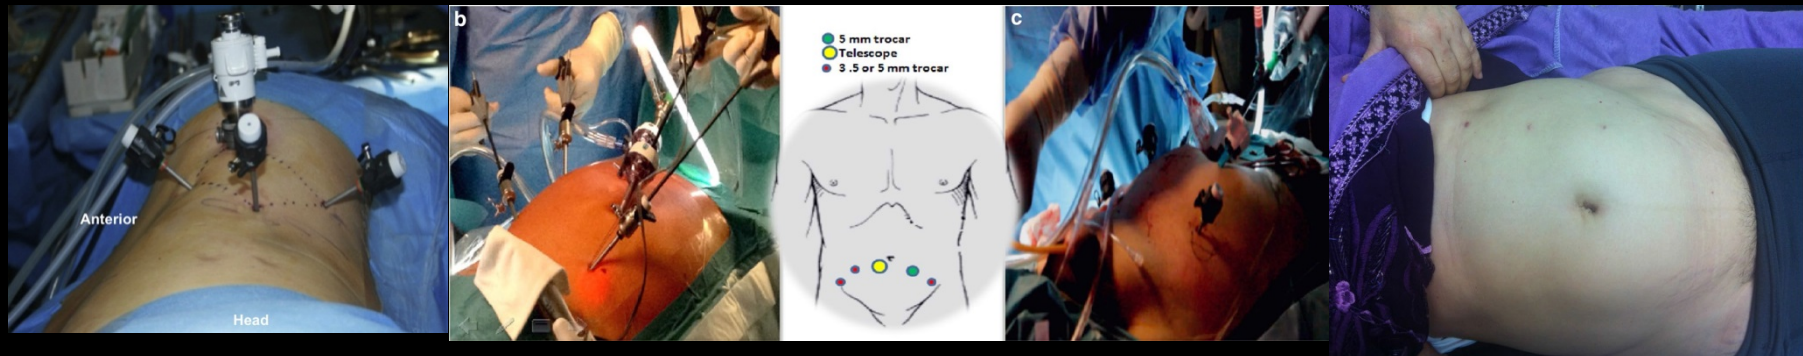 Anterior
Head
b
5 mm trocar
Telescope
3 .5 or 5 mm trocar
c